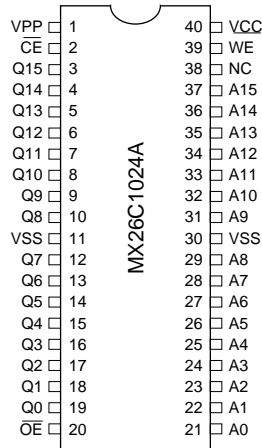 VPP 1 40 VCC
CE 2 39 WE
Q15 3 38 NC
Q14 4 37 A15
Q13 5 36 A14
Q12 6 35 A13
Q11 7 34 A12
Q10 8 33 A11
Q9 9 32 A10
Q8 10 31 A9
VSS 11 30 VSS
Q7 12 29 A8
Q6 13 28 A7
Q5 14 27 A6
Q4 15 26 A5
Q3 16 25 A4
Q2 17 24 A3
Q1 18 23 A2
Q0 19 22 A1
OE 20 21 A0
MX26C1024A